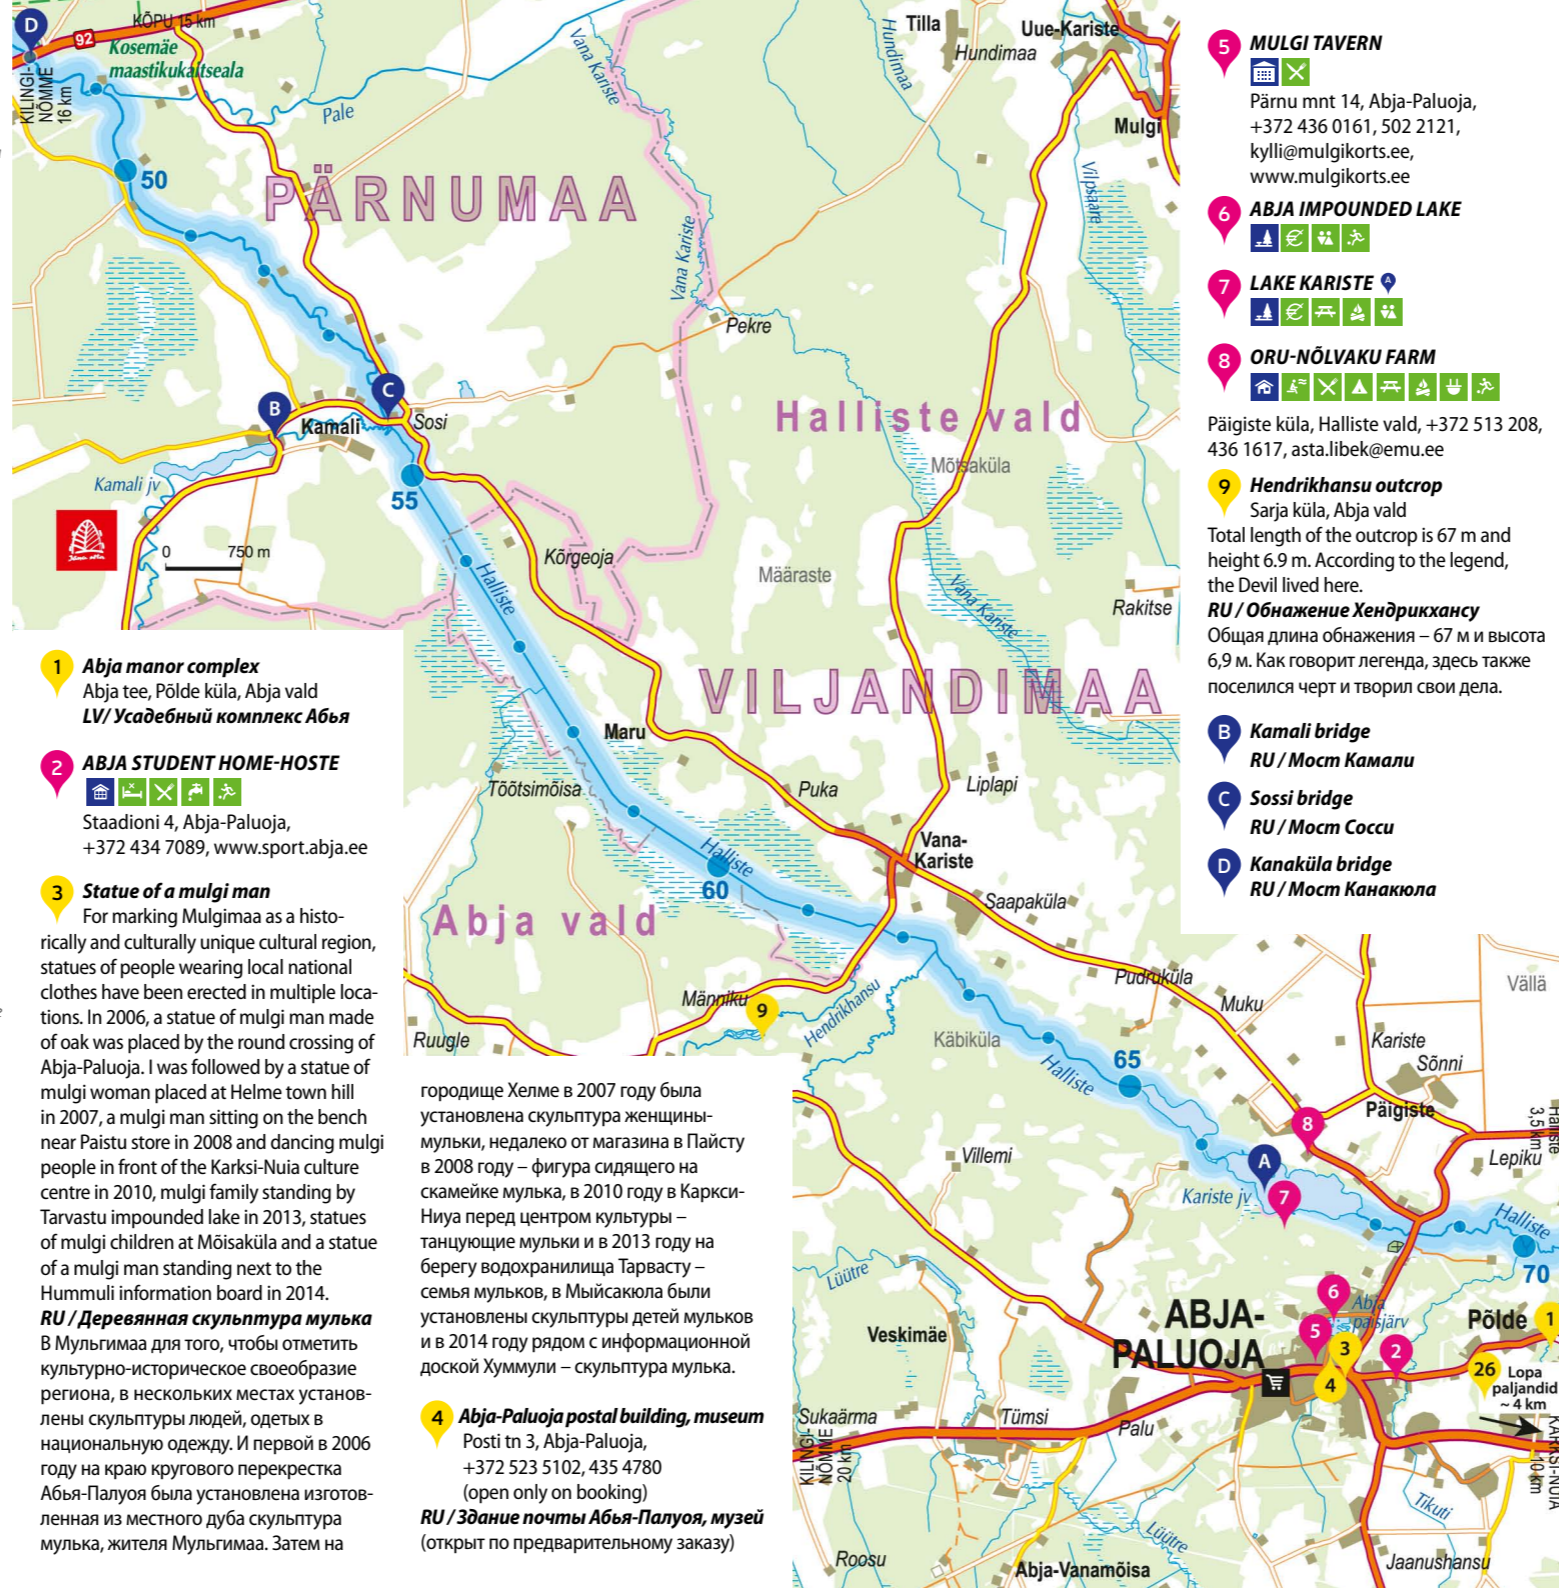 D
KÕPU 15 km
92
Kosemäe
maastikukaitseala
KILINGI-
NÕMME
16 km
Pale
50
PÄRNUMAA
Vana Kariste
Vana Kariste
Hundimaa
Tilla
Hundimaa
Uue-Kariste
Mulgi
Vilpsaare
Pekre
B
C
Kamali
Sosi
Kamali jv
55
0 750 m
Halliste vald
Mõtsaküla
Kõrgeoja
Halliste
Määraste
Vana Kariste
Rakitse
VILJANDIMAA
Maru
Töötsimõisa
Puka
Liplapi
Vana-
Kariste
Halliste
60
Saapaküla
Abja vald
Männiku
9
Hendrikhansu
Ruugle
Käbiküla
Pudruküla
Muku
Vällä
Halliste
65
Kariste
Sõnni
Päigiste
8
Halliste
3,5 km
Lepiku
Villemi
A
Kariste jv
7
Halliste
70
Lüütre
6
Abja
paisjärv
5
3
4
2
Põlde
1
26
Lopa
paljandid
~ 4 km
Veskimäe
ABJA-
PALUOJA
Sukaärma
Tümsi
Palu
KILINGI-
NÕMME
20 km
KARKSI-NUIA
10 km
Tikuti
Lüütre
Roosu
Abja-Vanamõisa
Jaanushansu
1 Abja manor complex
Abja tee, Põlde küla, Abja vald
LV/ Усадебный комплекс Абья
2 ABJA STUDENT HOME-HOSTE
Staadioni 4, Abja-Paluoja,
+372 434 7089, www.sport.abja.ee
3 Statue of a mulgi man
For marking Mulgimaa as a histo-
rically and culturally unique cultural region,
statues of people wearing local national
clothes have been erected in multiple loca-
tions. In 2006, a statue of mulgi man made
of oak was placed by the round crossing of
Abja-Paluoja. I was followed by a statue of
mulgi woman placed at Helme town hill
in 2007, a mulgi man sitting on the bench
near Paistu store in 2008 and dancing mulgi
people in front of the Karksi-Nuia culture
centre in 2010, mulgi family standing by
Tarvastu impounded lake in 2013, statues
of mulgi children at Mõisaküla and a statue
of a mulgi man standing next to the
Hummuli information board in 2014.
RU / Деревянная скульптура мулька
В Мульгимаа для того, чтобы отметить
культурно-историческое своеобразие
региона, в нескольких местах установ-
лены скульптуры людей, одетых в
национальную одежду. И первой в 2006
году на краю кругового перекрестка
Абья-Палуоя была установлена изготов-
ленная из местного дуба скульптура
мулька, жителя Мульгимаа. Затем на
городище Хелме в 2007 году была
установлена скульптура женщины-
мульки, недалеко от магазина в Пайсту
в 2008 году – фигура сидящего на
скамейке мулька, в 2010 году в Каркси-
Ниуа перед центром культуры –
танцующие мульки и в 2013 году на
берегу водохранилища Тарвасту –
семья мульков, в Мыйсакюла были
установлены скульптуры детей мульков
и в 2014 году рядом с информационной
доской Хуммули – скульптура мулька.
4 Abja-Paluoja postal building, museum
Posti tn 3, Abja-Paluoja,
+372 523 5102, 435 4780
(open only on booking)
RU / Здание почты Абья-Палуоя, музей
(открыт по предварительному заказу)
5 MULGI TAVERN
Pärnu mnt 14, Abja-Paluoja,
+372 436 0161, 502 2121,
kylli@mulgikorts.ee,
www.mulgikorts.ee
6 ABJA IMPOUNDED LAKE
7 LAKE KARISTE A
8 ORU-NÕLVAKU FARM
Päigiste küla, Halliste vald, +372 513 208,
436 1617, asta.libek@emu.ee
9 Hendrikhansu outcrop
Sarja küla, Abja vald
Total length of the outcrop is 67 m and
height 6.9 m. According to the legend,
the Devil lived here.
RU / Обнажение Хендрикхансу
Общая длина обнажения – 67 м и высота
6,9 м. Как говорит легенда, здесь также
поселился черт и творил свои дела.
B Kamali bridge
RU / Мост Камали
C Sossi bridge
RU / Мост Сосси
D Kanaküla bridge
RU / Мост Канакюла